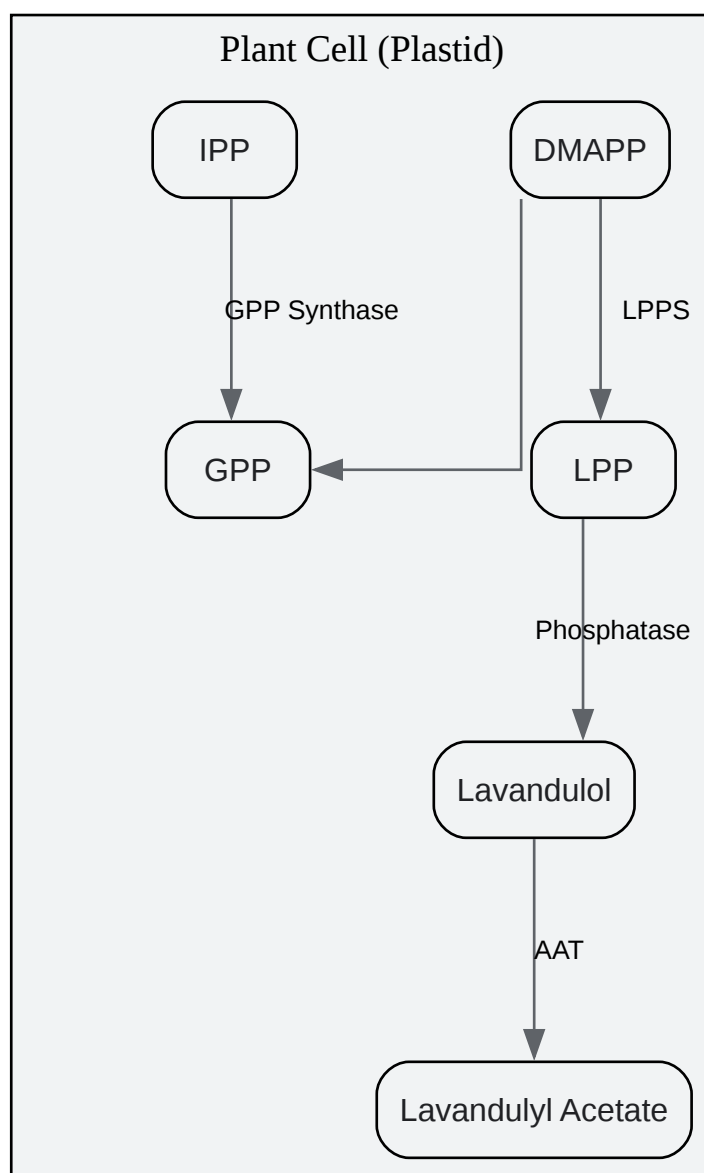 Plant Cell (Plastid)
IPP
DMAPP
GPP Synthase
LPPS
GPP
LPP
Phosphatase
Lavandulol
AAT
Lavandulyl Acetate